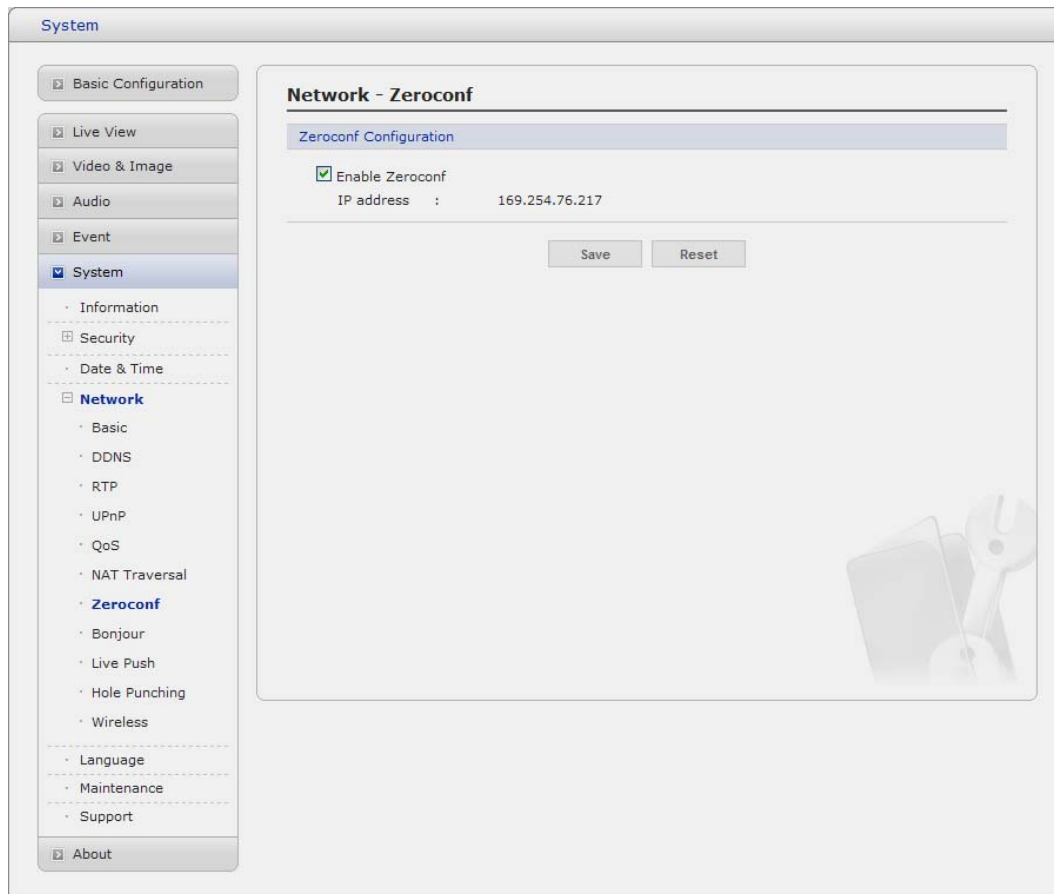 System
Basic Configuration
Live View
Video & Image
Audio
Event
System
Information
Security
Date & Time
Network
Basic
DDNS
RTP
UPnP
QoS
NAT Traversal
Zeroconf
Bonjour
Live Push
Hole Punching
Wireless
Language
Maintenance
Support
About
Network - Zeroconf
Zeroconf Configuration
Enable Zeroconf
IP address : 169.254.76.217
Save Reset